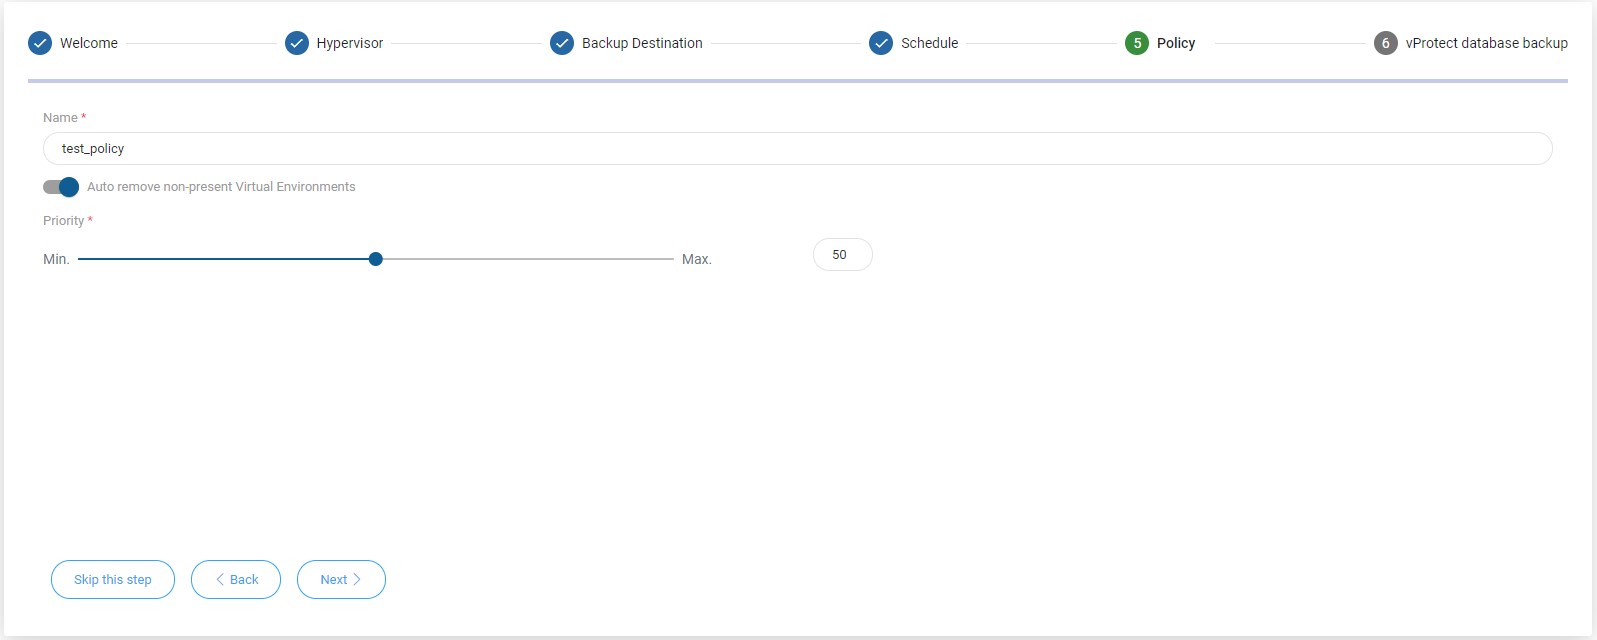 Welcome Hypervisor Backup Destination Schedule 5 Policy 6 vProtect database backup
Name *
test_policy
Auto remove non-present Virtual Environments
Priority *
Min. Max. 50
Skip this step Back Next